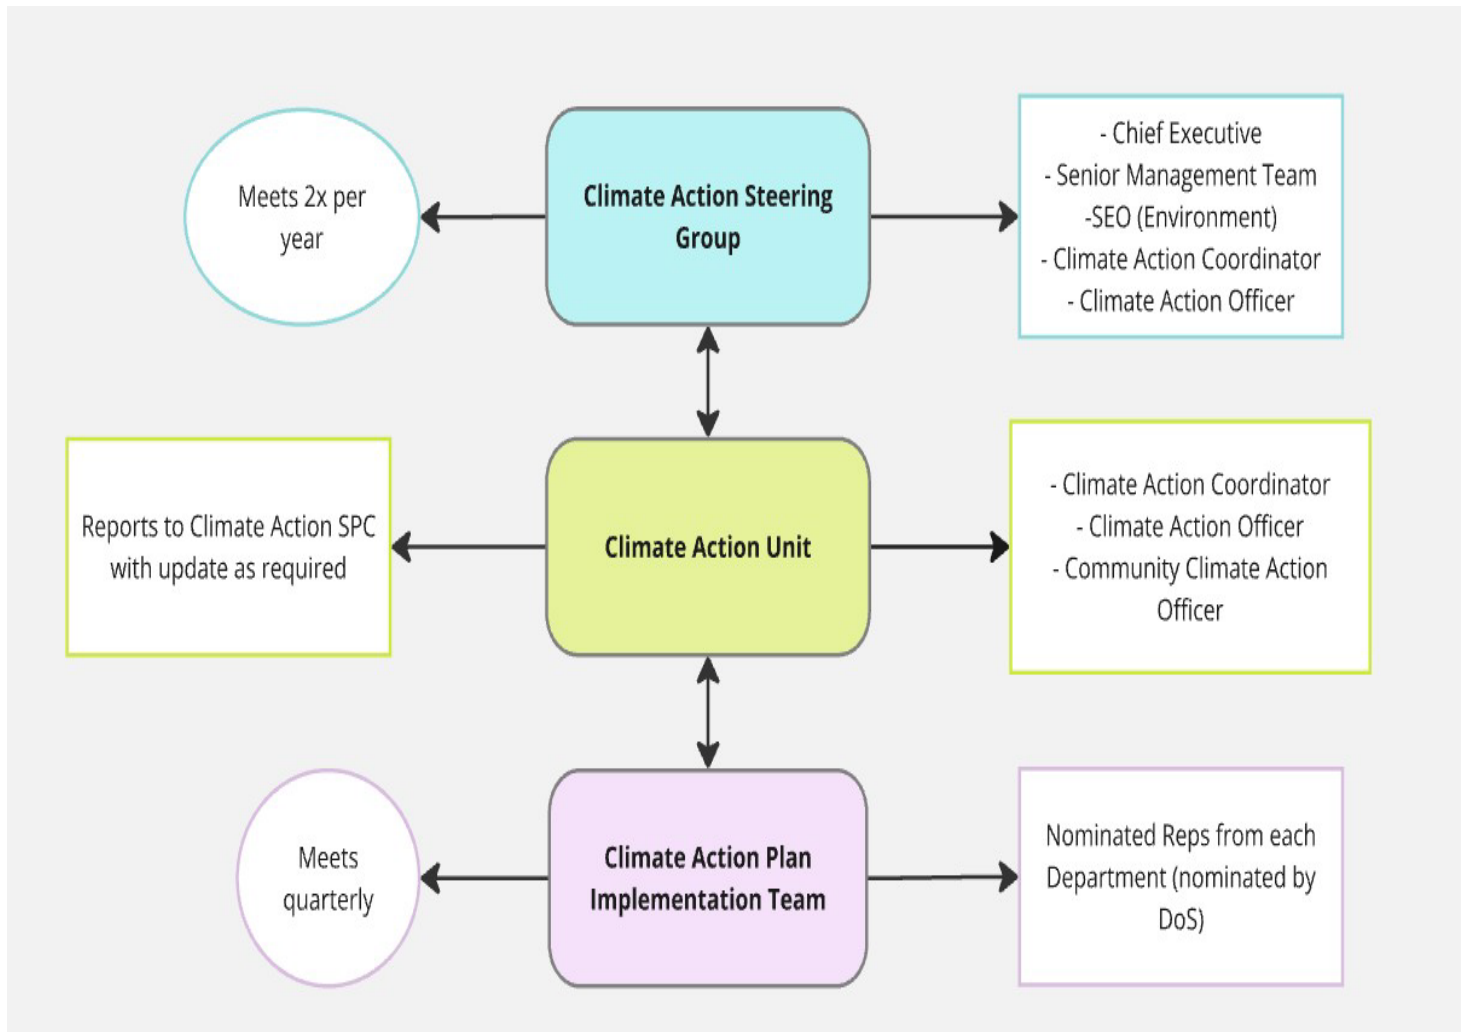 Meets 2x per
year
Climate Action Steering
Group
- Chief Executive
- Senior Management Team
-SEO (Environment)
- Climate Action Coordinator
- Climate Action Officer
Reports to Climate Action SPC
with update as required
Climate Action Unit
- Climate Action Coordinator
- Climate Action Officer
- Community Climate Action
Officer
Meets
quarterly
Climate Action Plan
Implementation Team
Nominated Reps from each
Department (nominated by
DoS)